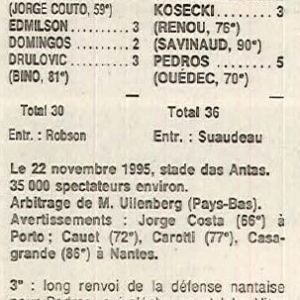 (JORGE COUTO, 59e)
EDMILSON ........... 3
DOMINGOS ......... 2
DRULOVIC ........... 3
(BINO, 81e)
Total 30
Entr. : Robson
KOSECKI .............. 3
(RENOU, 76e)
(SAVINAUD, 90e)
PEDROS .............. 5
(OUÉDEC, 70e)
Total 36
Entr. : Suaudeau
Le 22 novembre 1995, stade des Antas.
35 000 spectateurs environ.
Arbitrage de M. Uilenberg (Pays-Bas).
Avertissements : Jorge Costa (66e) à
Porto ; Cauet (72e), Carotti (77e), Casa-
grande (86e) à Nantes.
3e : long renvoi de la défense nantaise